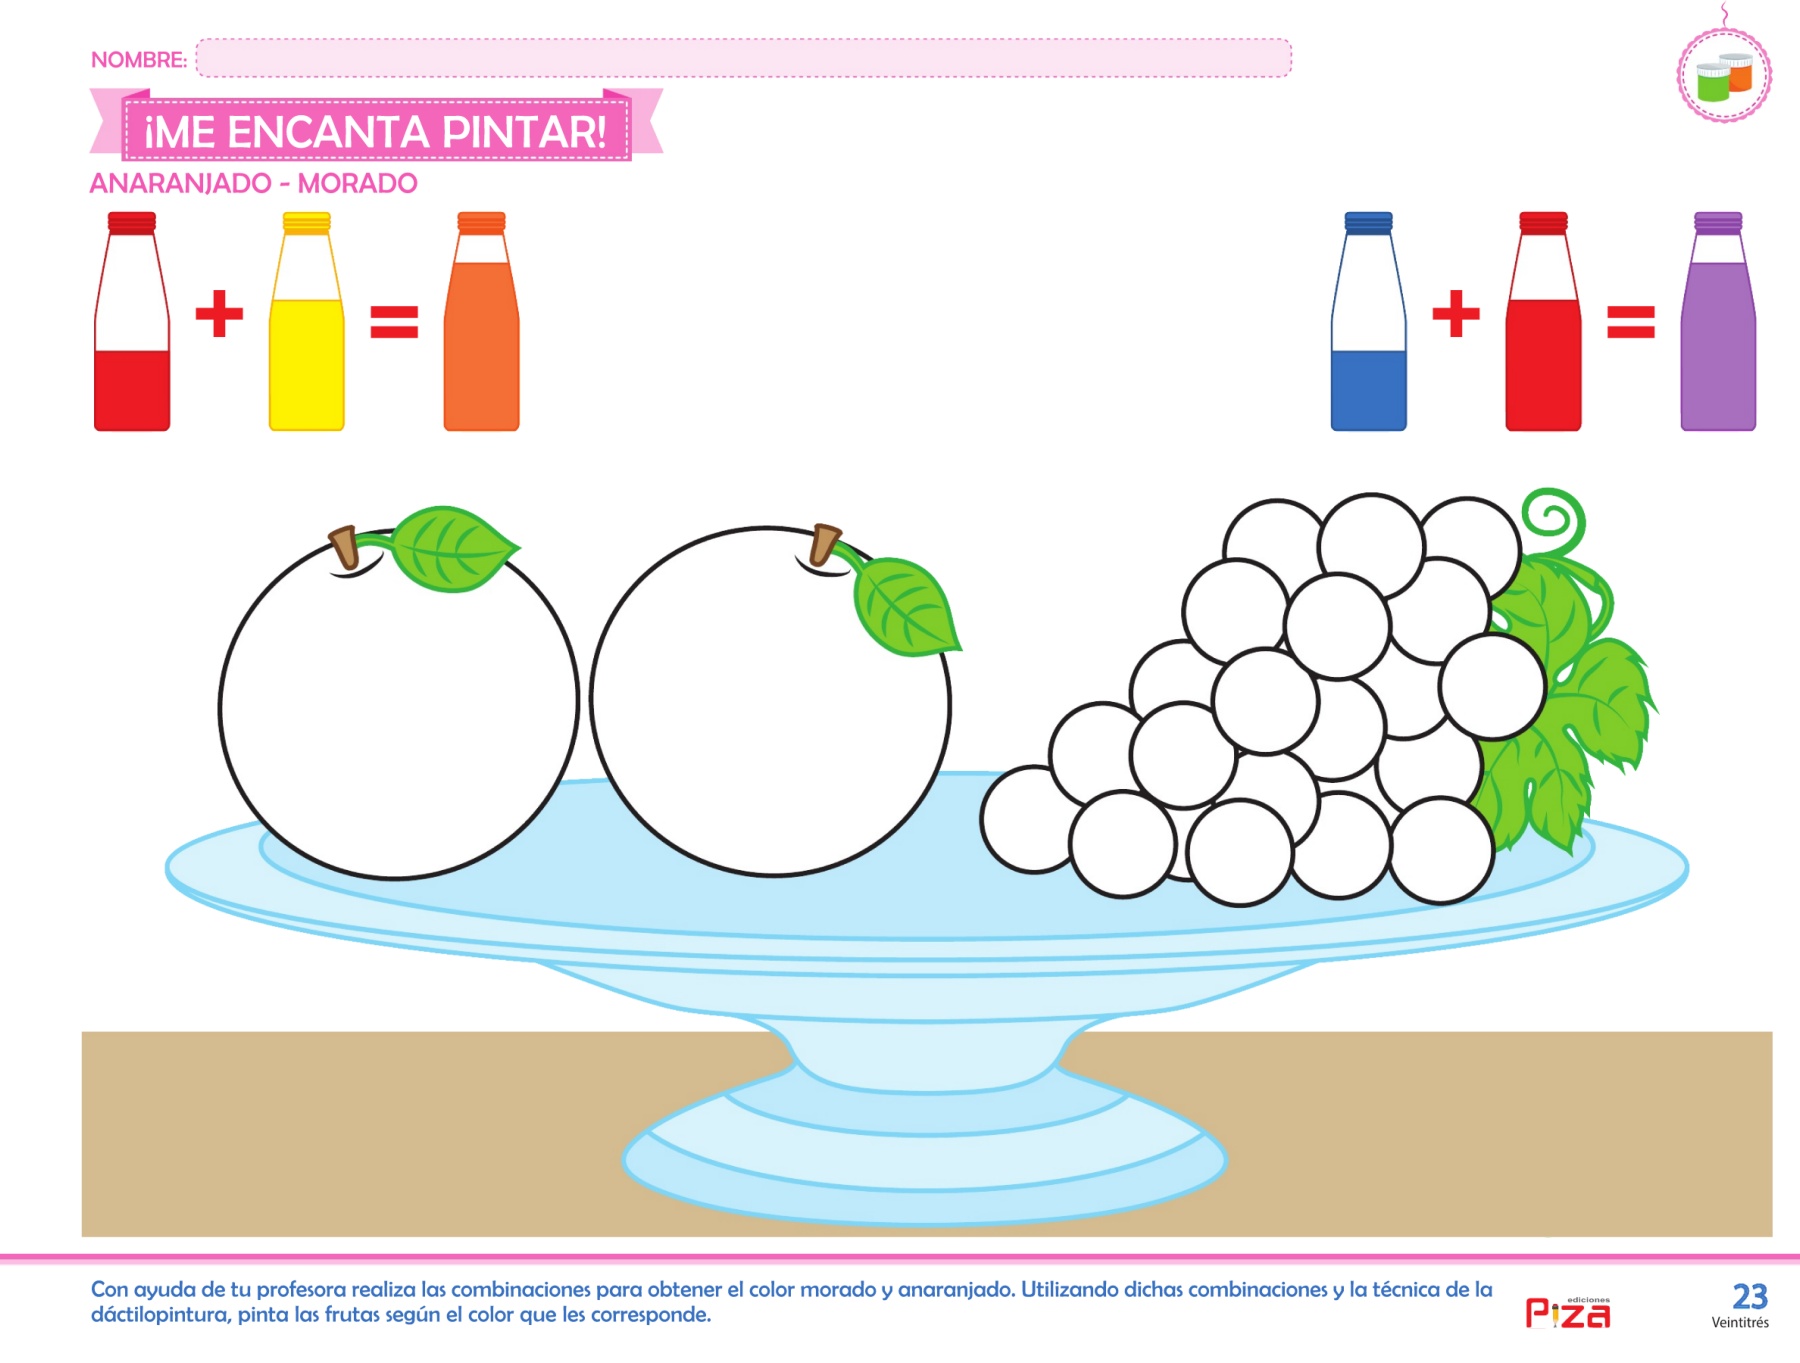 NOMBRE:
¡ME ENCANTA PINTAR!
ANARANJADO - MORADO
+ =
+ =
Con ayuda de tu profesora realiza las combinaciones para obtener el color morado y anaranjado. Utilizando dichas combinaciones y la técnica de la
dáctilopintura, pinta las frutas según el color que les corresponde.
ediciones
Piza
23
Veintitrés